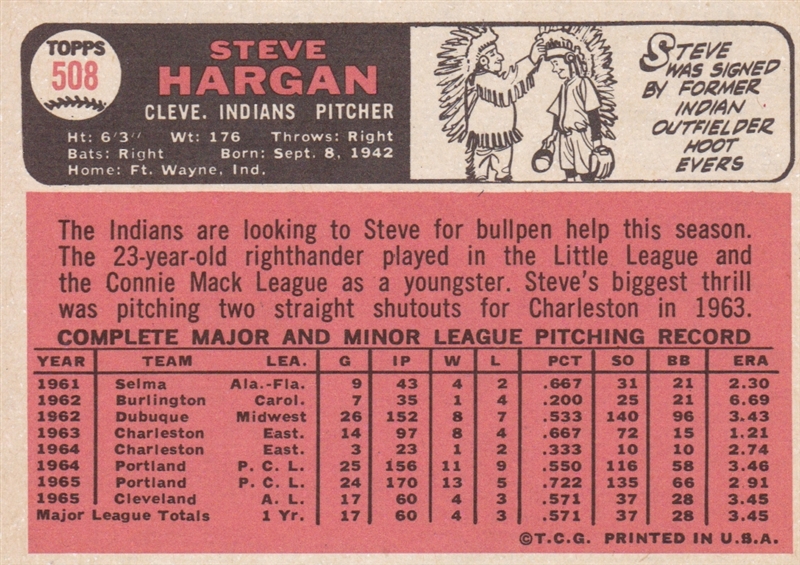 TOPPS
508
STEVE
HARGAN
CLEVE. INDIANS PITCHER
Ht: 6'3" Wt: 176 Throws: Right
Bats: Right Born: Sept. 8, 1942
Home: Ft. Wayne, Ind.
STEVE
WAS SIGNED
BY FORMER
INDIAN
OUTFIELDER
HOOT
EVERS
The Indians are looking to Steve for bullpen help this season.
The 23-year-old righthander played in the Little League and
the Connie Mack League as a youngster. Steve's biggest thrill
was pitching two straight shutouts for Charleston in 1963.
COMPLETE MAJOR AND MINOR LEAGUE PITCHING RECORD
YEAR TEAM LEA. G IP W L PCT SO BB ERA
1961 Selma Ala.-Fla. 9 43 4 2 .667 31 21 2.30
1962 Burlington Carol. 7 35 1 4 .200 25 21 6.69
1962 Dubuque Midwest 26 152 8 7 .533 140 96 3.43
1963 Charleston East. 14 97 8 4 .667 72 15 1.21
1964 Charleston East. 3 23 1 2 .333 10 10 2.74
1964 Portland P. C. L. 25 156 11 9 .550 116 58 3.46
1965 Portland P. C. L. 24 170 13 5 .722 135 66 2 91
1965 Cleveland A. L. 17 60 4 3 .571 37 28 3.45
Major League Totals 1 Yr. 17 60 4 3 .571 37 28 3.45
©T.C.G. PRINTED IN U.S.A.